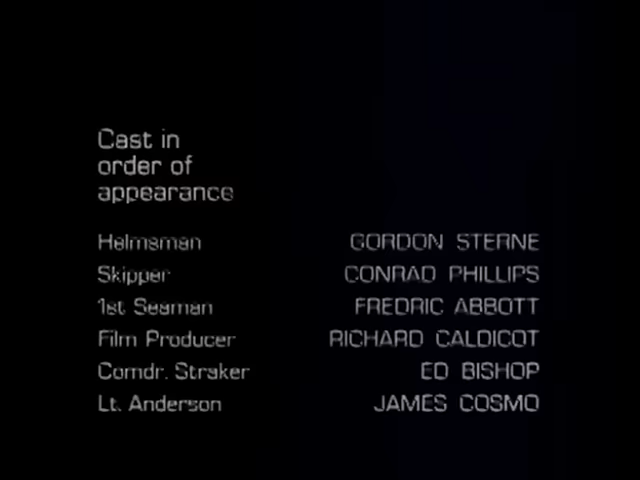 Cast in
order of
appearance
Helmsman GORDON STERNE
Skipper CONRAD PHILLIPS
1st Seaman FREDRIC ABBOTT
Film Producer RICHARD CALDICOT
Comdr. Straker ED BISHOP
Lt. Anderson JAMES COSMO